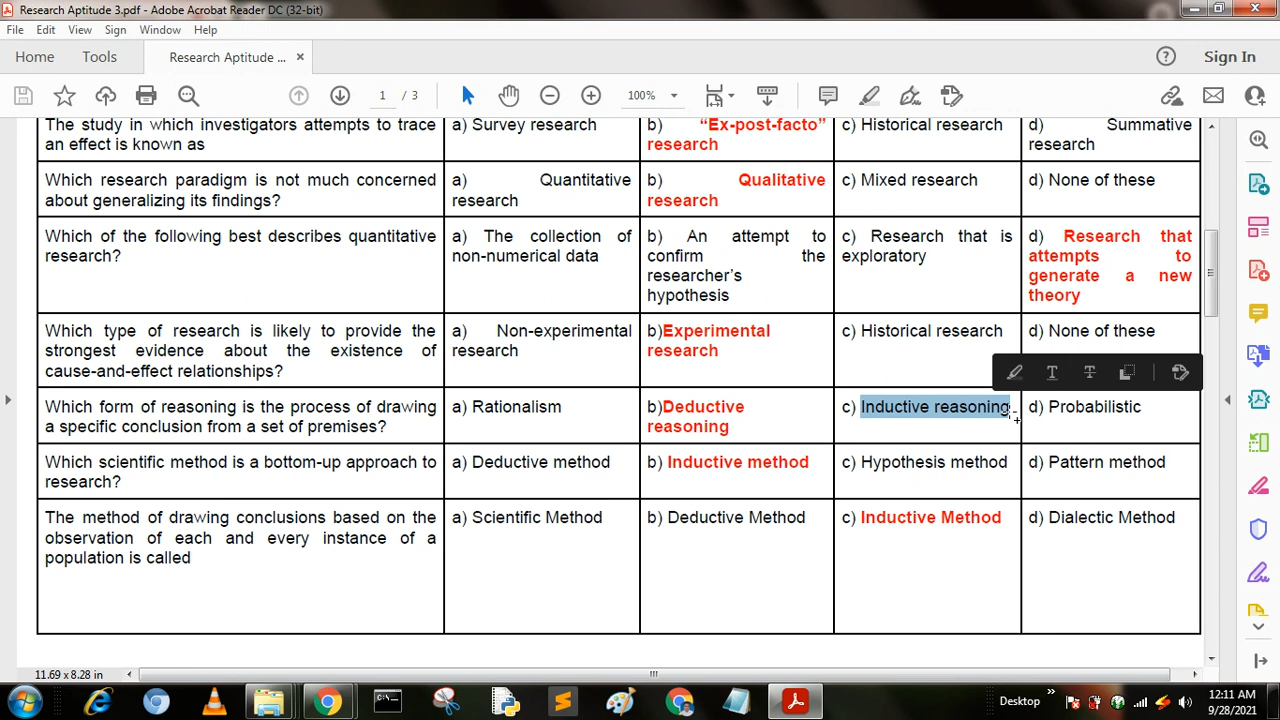 Research Aptitude 3.pdf - Adobe Acrobat Reader DC (32-bit)
File Edit View Sign Window Help
Home Tools Research Aptitude ... × Sign In
1 / 3 100%
The study in which investigators attempts to trace
an effect is known as
a) Survey research
b) “Ex-post-facto”
research
c) Historical research
d) Summative
research
Which research paradigm is not much concerned
about generalizing its findings?
a) Quantitative
research
b) Qualitative
research
c) Mixed research
d) None of these
Which of the following best describes quantitative
research?
a) The collection of
non-numerical data
b) An attempt to
confirm the
researcher’s
hypothesis
c) Research that is
exploratory
d) Research that
attempts to
generate a new
theory
Which type of research is likely to provide the
strongest evidence about the existence of
cause-and-effect relationships?
a) Non-experimental
research
b)Experimental
research
c) Historical research
d) None of these
Which form of reasoning is the process of drawing
a specific conclusion from a set of premises?
a) Rationalism
b)Deductive
reasoning
c) Inductive reasoning
d) Probabilistic
Which scientific method is a bottom-up approach to
research?
a) Deductive method
b) Inductive method
c) Hypothesis method
d) Pattern method
The method of drawing conclusions based on the
observation of each and every instance of a
population is called
a) Scientific Method
b) Deductive Method
c) Inductive Method
d) Dialectic Method
11.69 x 8.28 in
Desktop
12:11 AM
9/28/2021